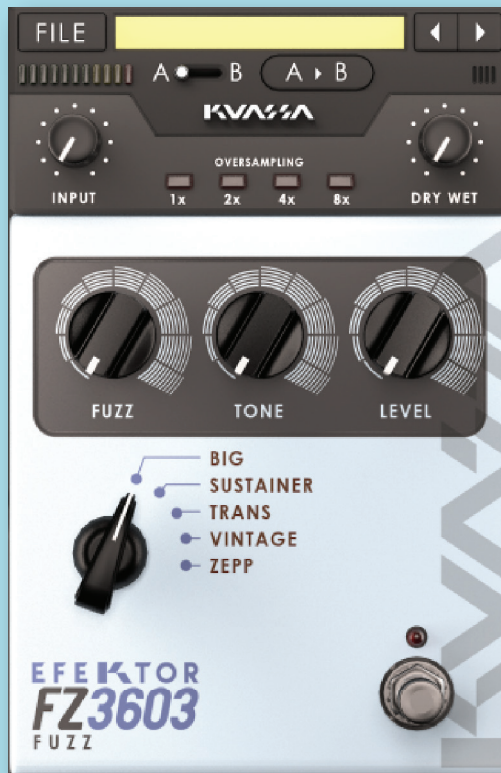 FILE
A B A ▸ B
KVASSA
OVERSAMPLING
INPUT 1x 2x 4x 8x DRY WET
FUZZ TONE LEVEL
BIG
SUSTAINER
TRANS
VINTAGE
ZEPP
EFEKTOR
FZ3603
FUZZ